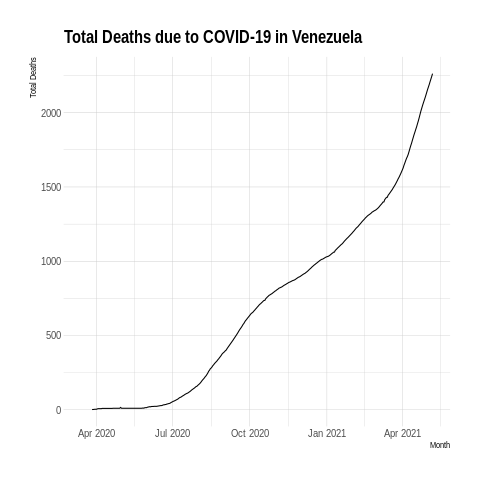 Total Deaths due to COVID-19 in Venezuela
Total Deaths
2000
1500
1000
500
0
Apr 2020 Jul 2020 Oct 2020 Jan 2021 Apr 2021
Month